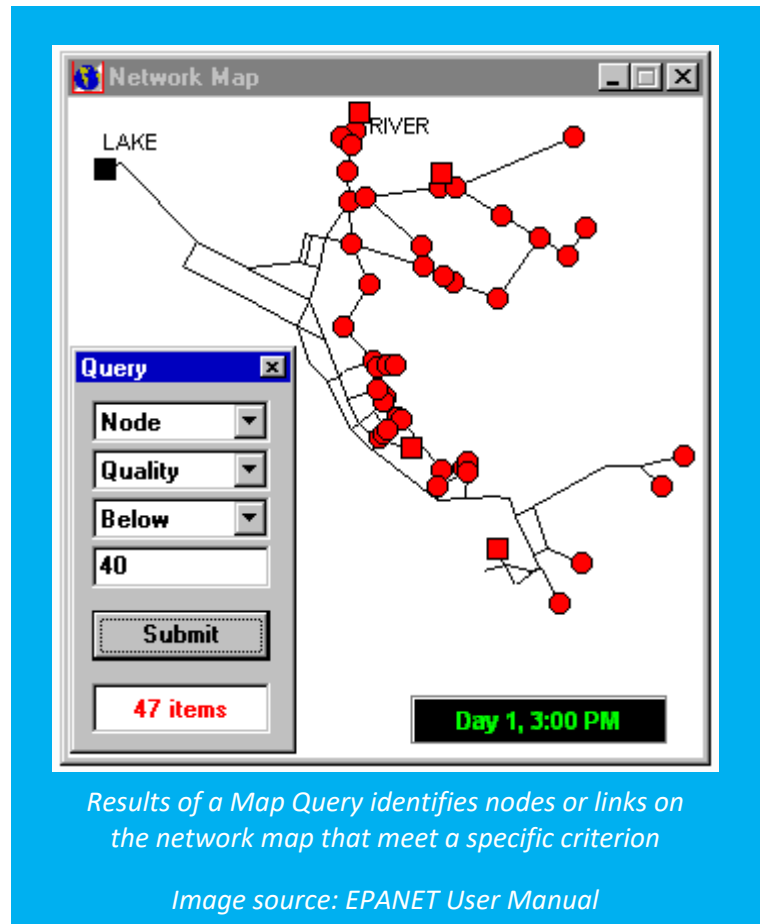 Network Map
LAKE
RIVER
Query
Node
Quality
Below
40
Submit
47 items
Day 1, 3:00 PM
Results of a Map Query identifies nodes or links on
the network map that meet a specific criterion
Image source: EPANET User Manual